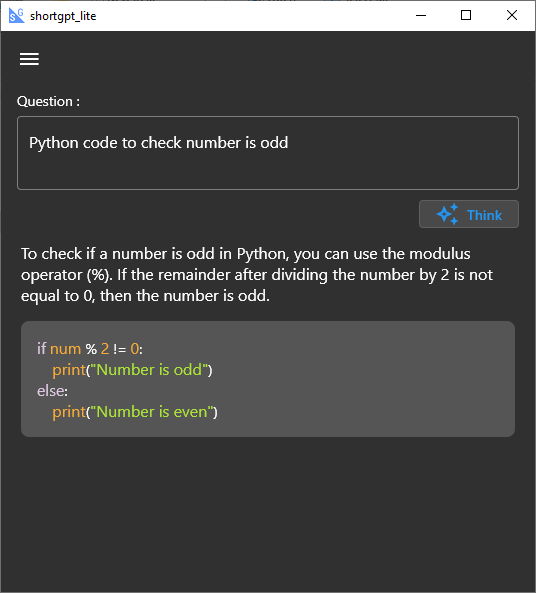 shortgpt_lite
Question :
Python code to check number is odd
Think
To check if a number is odd in Python, you can use the modulus
operator (%). If the remainder after dividing the number by 2 is not
equal to 0, then the number is odd.
if num % 2 != 0:
    print("Number is odd")
else:
    print("Number is even")